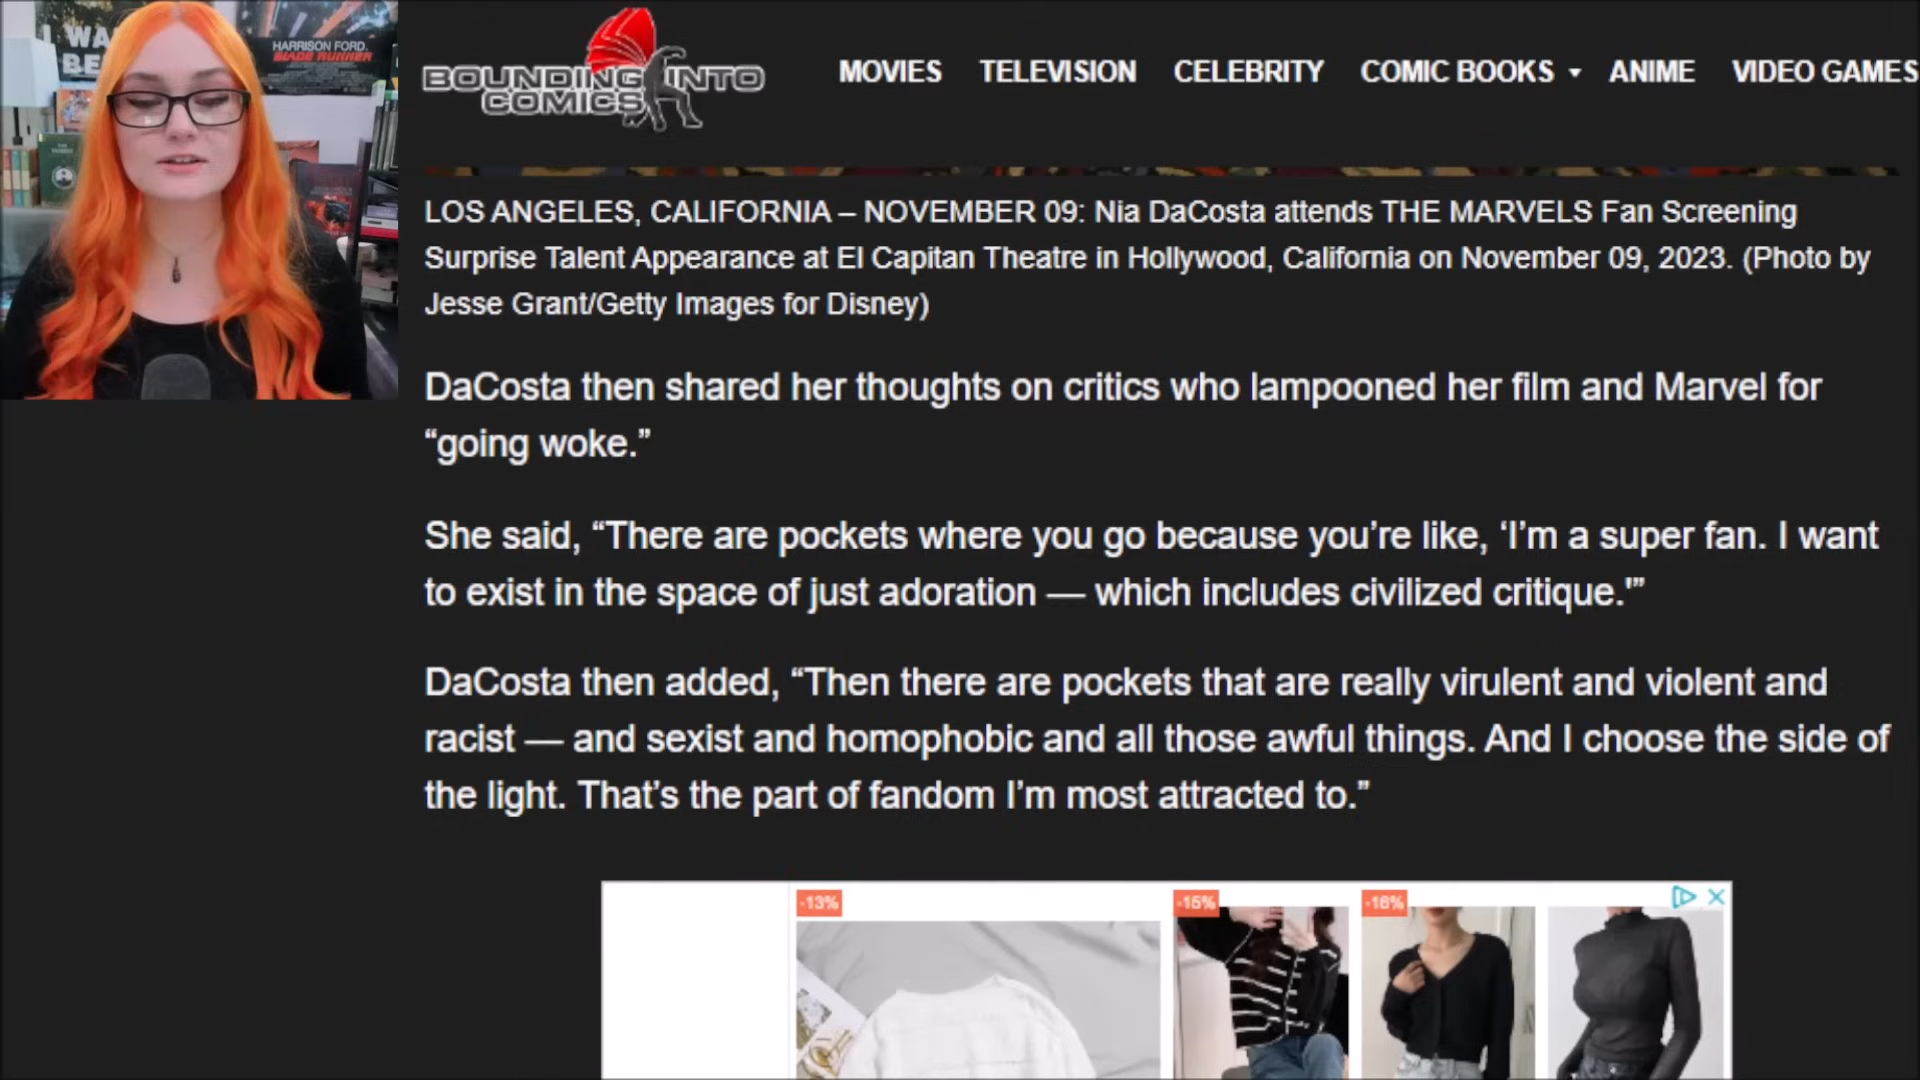 I WA
BE
HARRISON FORD.
BLADE RUNNER
BOUNDING INTO
COMICS
MOVIES TELEVISION CELEBRITY COMIC BOOKS ANIME VIDEO GAMES
LOS ANGELES, CALIFORNIA – NOVEMBER 09: Nia DaCosta attends THE MARVELS Fan Screening
Surprise Talent Appearance at El Capitan Theatre in Hollywood, California on November 09, 2023. (Photo by
Jesse Grant/Getty Images for Disney)
DaCosta then shared her thoughts on critics who lampooned her film and Marvel for
“going woke.”
She said, “There are pockets where you go because you’re like, ‘I’m a super fan. I want
to exist in the space of just adoration — which includes civilized critique.’”
DaCosta then added, “Then there are pockets that are really virulent and violent and
racist — and sexist and homophobic and all those awful things. And I choose the side of
the light. That’s the part of fandom I’m most attracted to.”
-13%
-15%
-16%